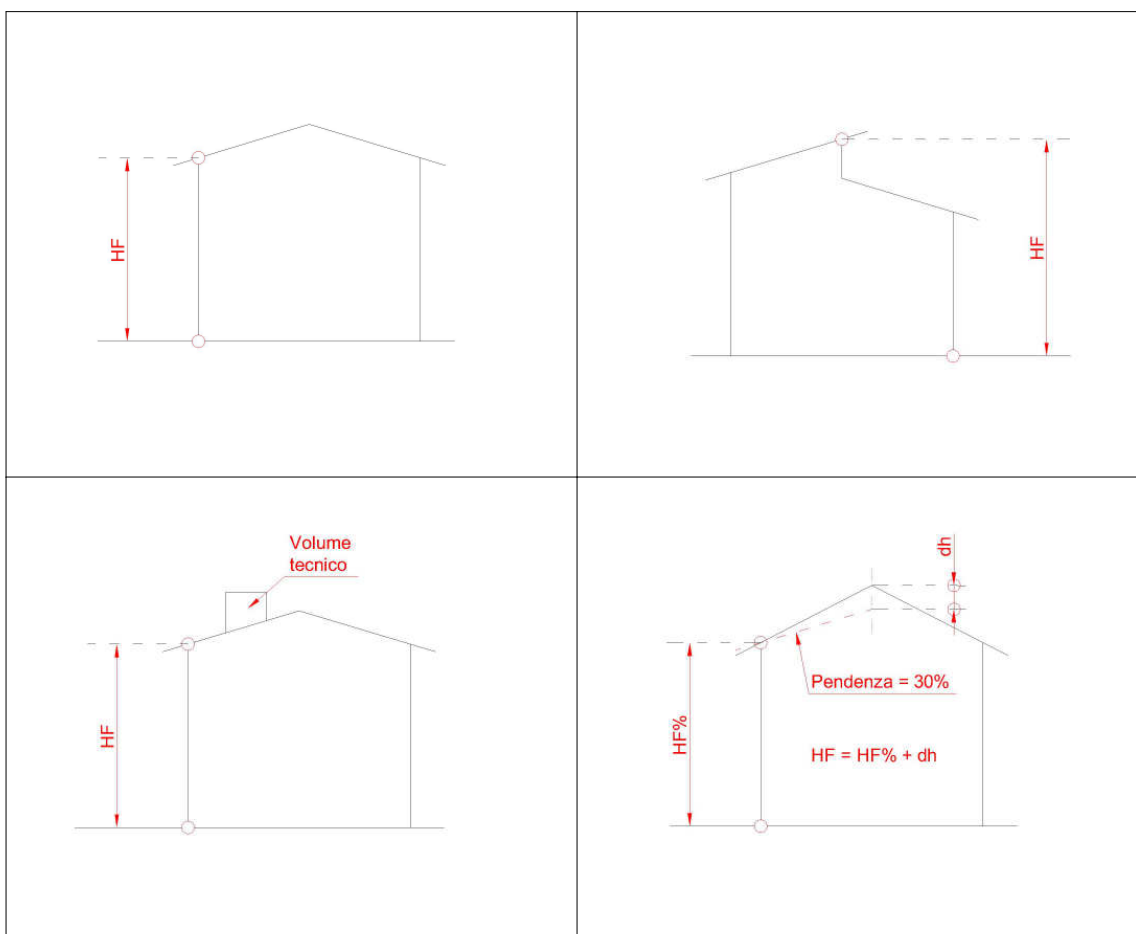 HF
HF
Volume
tecnico
HF
dh
Pendenza = 30%
HF%
HF = HF% + dh